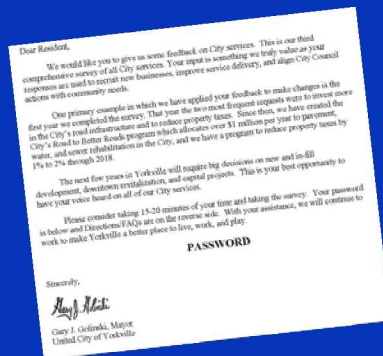 Dear Resident,
We would like you to give us some feedback on City services. This is our third
comprehensive survey of all City services. Your input is something we truly value as your
responses are used to recruit new businesses, improve service delivery, and align City Council
actions with community needs.
One primary example in which we have applied your feedback to make changes is the
first year we completed the survey. That year the two most frequent requests were to invest more
in the City's road infrastructure and to reduce property taxes. Since then, we have created the
City's Road to Better Roads program which allocates over $1 million per year to pavement,
water, and sewer rehabilitation in the City, and we have a program to reduce property taxes by
1% to 2% through 2018.
The next few years in Yorkville will require big decisions on new and in-fill
development, downtown revitalization, and capital projects. This is your best opportunity to
have your voice heard on all of our City services.
Please consider taking 15-20 minutes of your time and taking the survey. Your password
is below and Directions/FAQs are on the reverse side. With your assistance, we will continue to
work to make Yorkville a better place to live, work, and play.
PASSWORD
Sincerely,
Gary J. Golinski
Gary J. Golinski, Mayor
United City of Yorkville